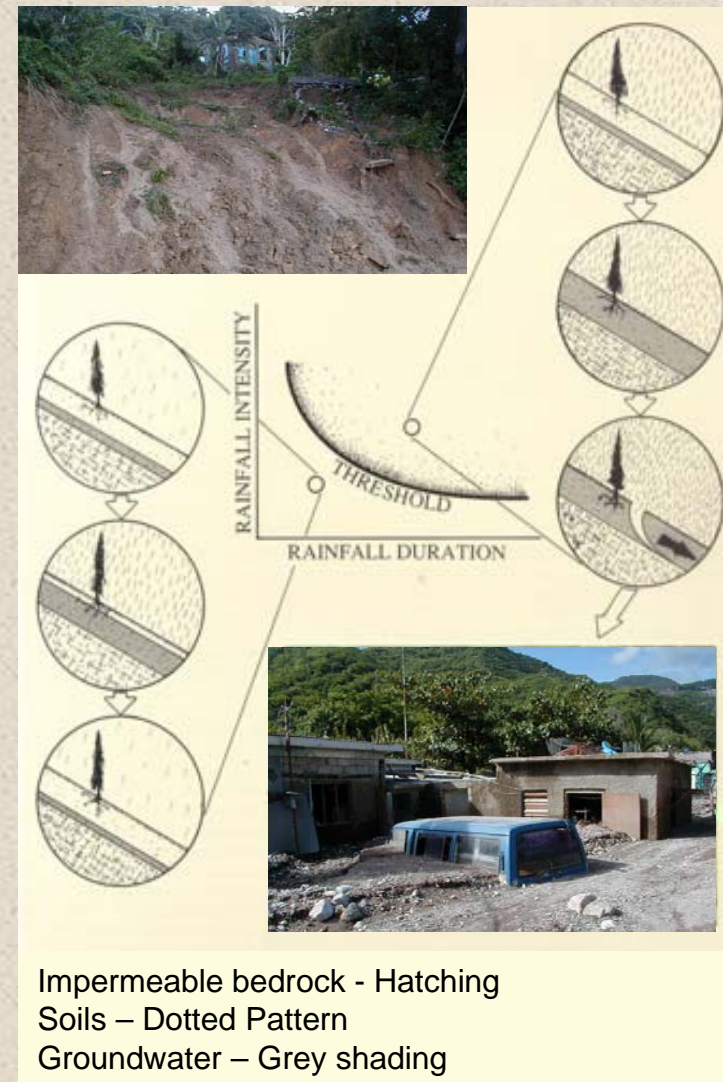 RAINFALL INTENSITY
THRESHOLD
RAINFALL DURATION
Impermeable bedrock - Hatching
Soils – Dotted Pattern
Groundwater – Grey shading